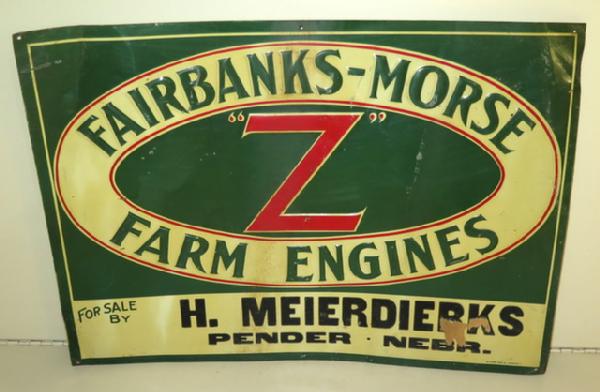 FAIRBANKS-MORSE
"Z"
FARM ENGINES
FOR SALE
BY
H. MEIERDIERKS
PENDER · NEBR.